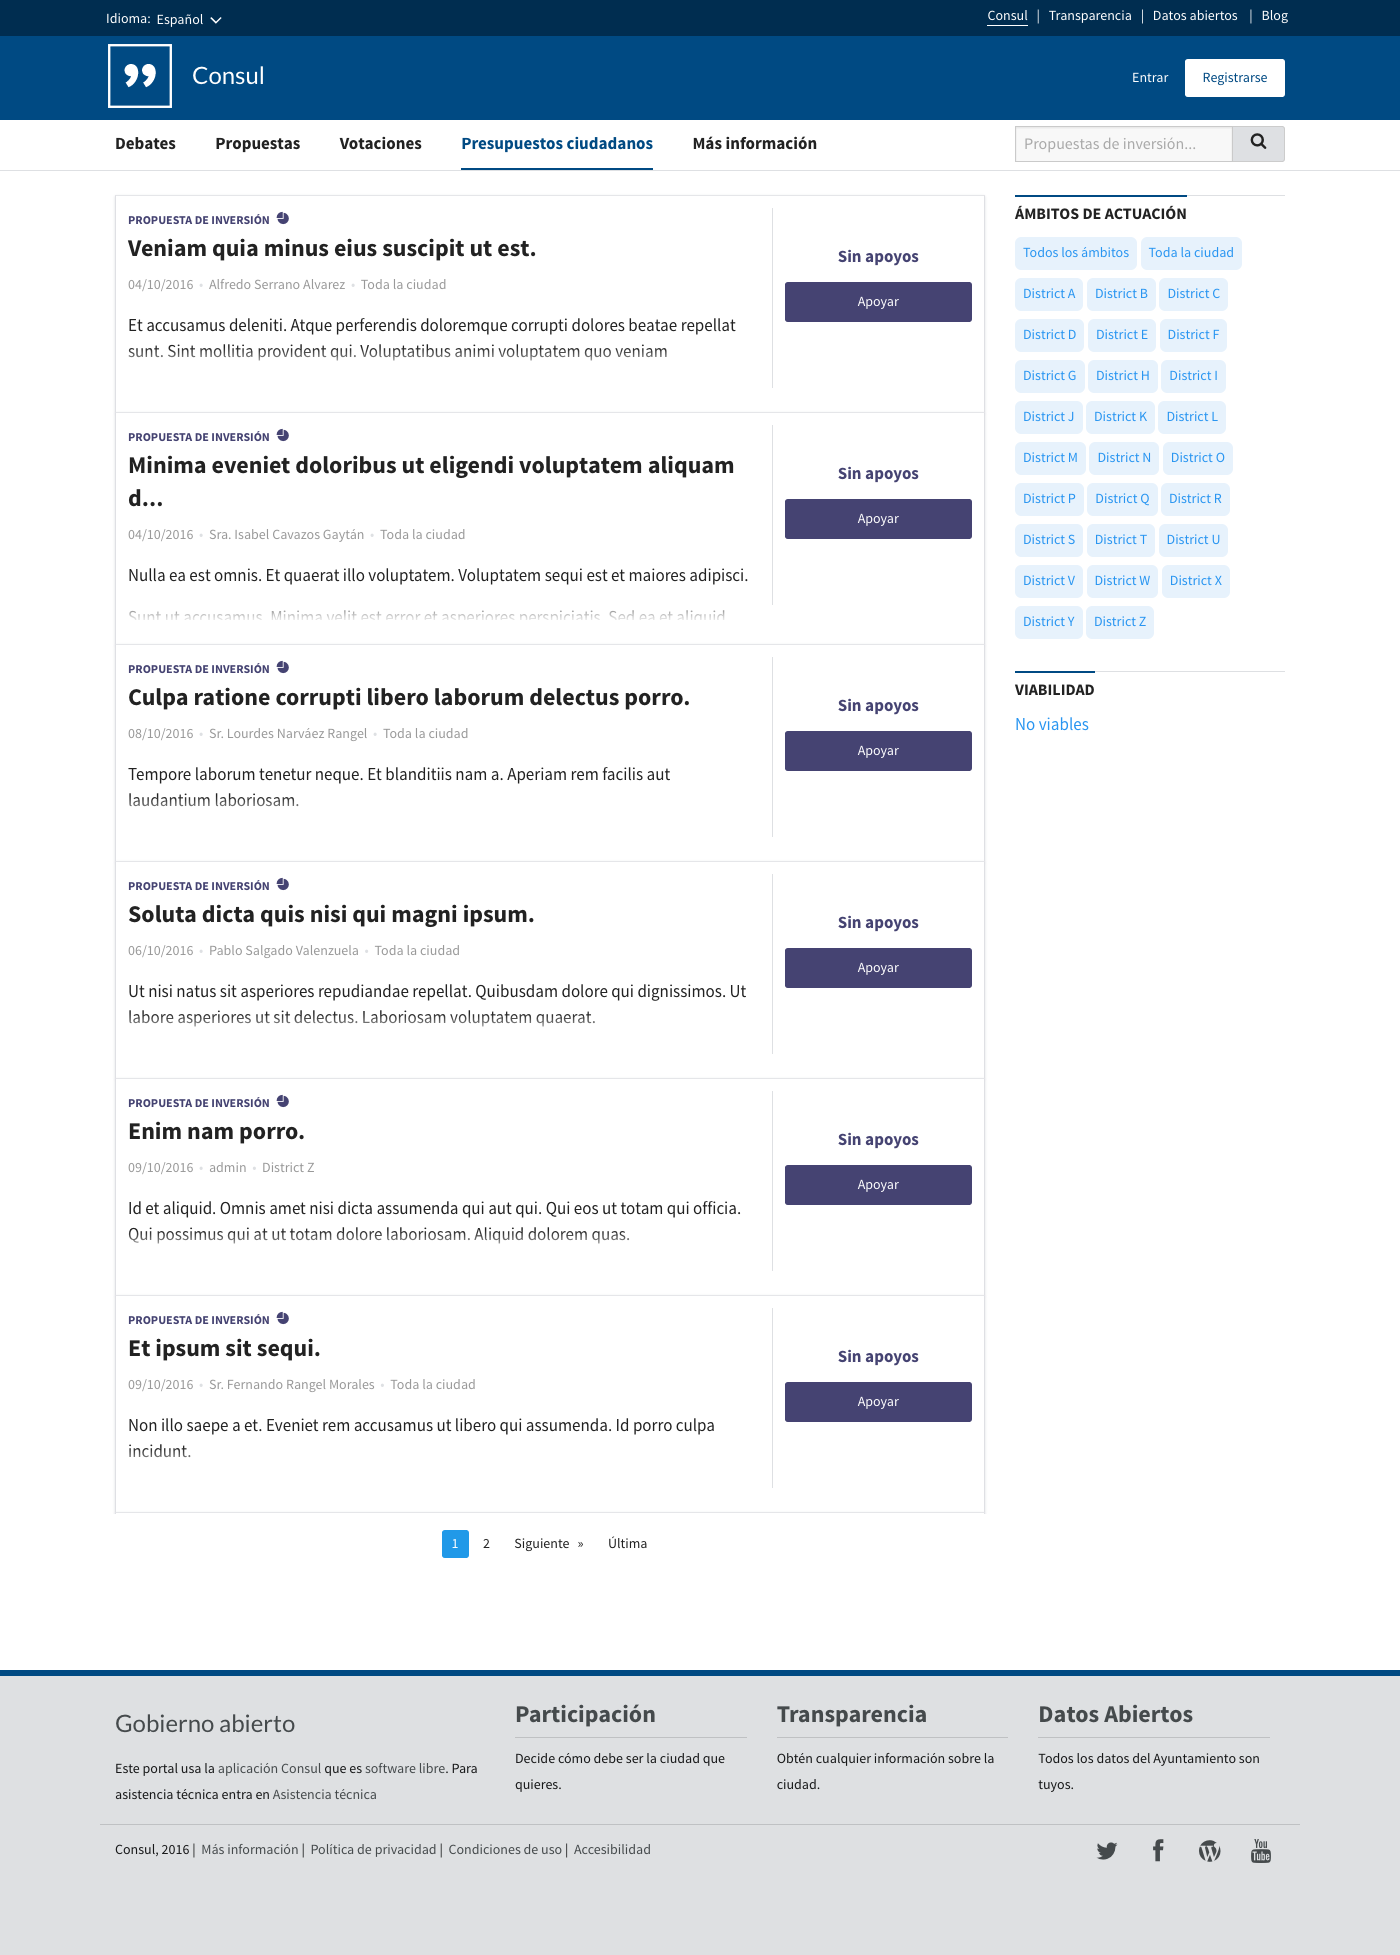 Idioma: Español
Consul | Transparencia | Datos abiertos | Blog
Consul
Entrar
Registrarse
Debates
Propuestas
Votaciones
Presupuestos ciudadanos
Más información
Propuestas de inversión...
PROPUESTA DE INVERSIÓN
Veniam quia minus eius suscipit ut est.
04/10/2016 • Alfredo Serrano Alvarez • Toda la ciudad
Et accusamus deleniti. Atque perferendis doloremque corrupti dolores beatae repellat
sunt. Sint mollitia provident qui. Voluptatibus animi voluptatem quo veniam
Sin apoyos
Apoyar
PROPUESTA DE INVERSIÓN
Minima eveniet doloribus ut eligendi voluptatem aliquam
d...
04/10/2016 • Sra. Isabel Cavazos Gaytán • Toda la ciudad
Nulla ea est omnis. Et quaerat illo voluptatem. Voluptatem sequi est et maiores adipisci.
Sunt ut accusamus. Minima velit est error et asperiores perspiciatis. Sed ea et aliquid
Sin apoyos
Apoyar
PROPUESTA DE INVERSIÓN
Culpa ratione corrupti libero laborum delectus porro.
08/10/2016 • Sr. Lourdes Narváez Rangel • Toda la ciudad
Tempore laborum tenetur neque. Et blanditiis nam a. Aperiam rem facilis aut
laudantium laboriosam.
Sin apoyos
Apoyar
PROPUESTA DE INVERSIÓN
Soluta dicta quis nisi qui magni ipsum.
06/10/2016 • Pablo Salgado Valenzuela • Toda la ciudad
Ut nisi natus sit asperiores repudiandae repellat. Quibusdam dolore qui dignissimos. Ut
labore asperiores ut sit delectus. Laboriosam voluptatem quaerat.
Sin apoyos
Apoyar
PROPUESTA DE INVERSIÓN
Enim nam porro.
09/10/2016 • admin • District Z
Id et aliquid. Omnis amet nisi dicta assumenda qui aut qui. Qui eos ut totam qui officia.
Qui possimus qui at ut totam dolore laboriosam. Aliquid dolorem quas.
Sin apoyos
Apoyar
PROPUESTA DE INVERSIÓN
Et ipsum sit sequi.
09/10/2016 • Sr. Fernando Rangel Morales • Toda la ciudad
Non illo saepe a et. Eveniet rem accusamus ut libero qui assumenda. Id porro culpa
incidunt.
Sin apoyos
Apoyar
1 2 Siguiente » Última
ÁMBITOS DE ACTUACIÓN
Todos los ámbitos Toda la ciudad
District A District B District C
District D District E District F
District G District H District I
District J District K District L
District M District N District O
District P District Q District R
District S District T District U
District V District W District X
District Y District Z
VIABILIDAD
No viables
Gobierno abierto
Este portal usa la aplicación Consul que es software libre. Para
asistencia técnica entra en Asistencia técnica
Participación
Decide cómo debe ser la ciudad que
quieres.
Transparencia
Obtén cualquier información sobre la
ciudad.
Datos Abiertos
Todos los datos del Ayuntamiento son
tuyos.
Consul, 2016 | Más información | Política de privacidad | Condiciones de uso | Accesibilidad
You
Tube